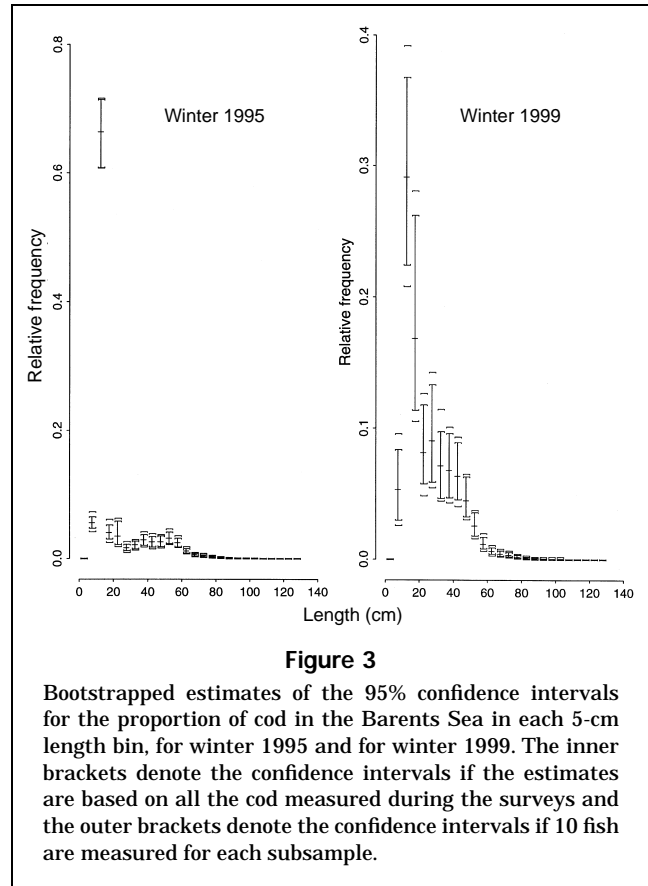 0.8
0.6
0.4
0.2
0.0
Relative frequency
Winter 1995
0 20 40 60 80 100 120 140
0.4
0.3
0.2
0.1
0.0
Relative frequency
Winter 1999
0 20 40 60 80 100 120 140
Length (cm)
Figure 3
Bootstrapped estimates of the 95% confidence intervals
for the proportion of cod in the Barents Sea in each 5-cm
length bin, for winter 1995 and for winter 1999. The inner
brackets denote the confidence intervals if the estimates
are based on all the cod measured during the surveys and
the outer brackets denote the confidence intervals if 10 fish
are measured for each subsample.